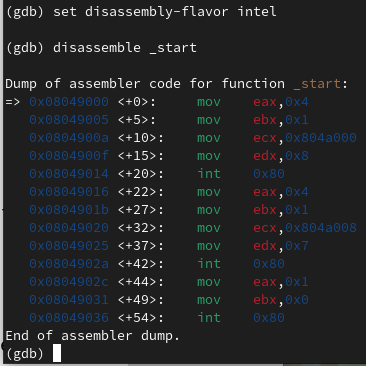 (gdb) set disassembly-flavor intel
(gdb) disassemble _start
Dump of assembler code for function _start:
=> 0x08049000 <+0>:     mov    eax,0x4
   0x08049005 <+5>:     mov    ebx,0x1
   0x0804900a <+10>:    mov    ecx,0x804a000
   0x0804900f <+15>:    mov    edx,0x8
   0x08049014 <+20>:    int    0x80
   0x08049016 <+22>:    mov    eax,0x4
   0x0804901b <+27>:    mov    ebx,0x1
   0x08049020 <+32>:    mov    ecx,0x804a008
   0x08049025 <+37>:    mov    edx,0x7
   0x0804902a <+42>:    int    0x80
   0x0804902c <+44>:    mov    eax,0x1
   0x08049031 <+49>:    mov    ebx,0x0
   0x08049036 <+54>:    int    0x80
End of assembler dump.
(gdb)